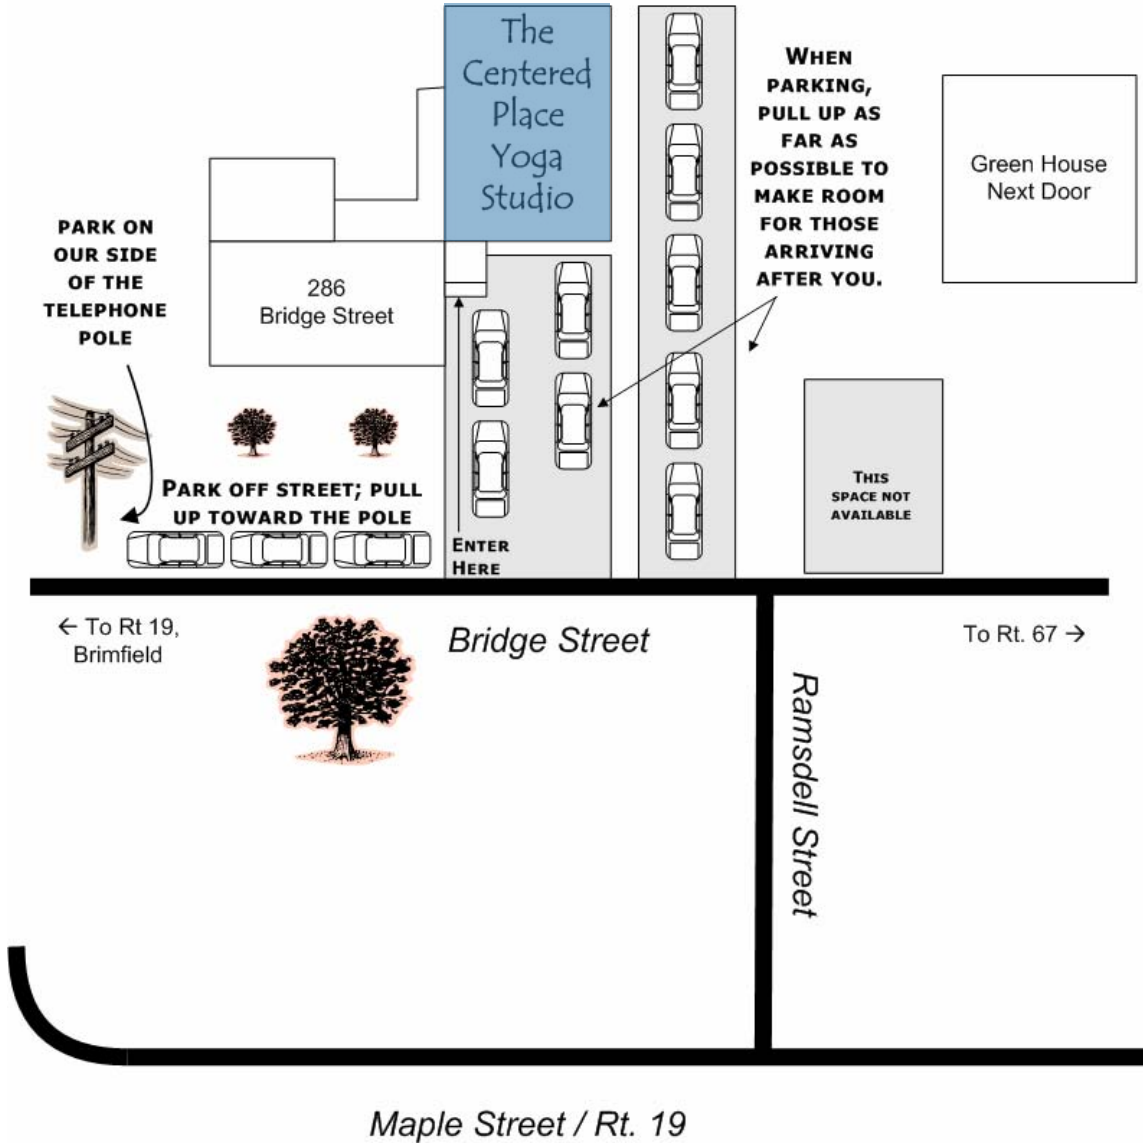 The
Centered
Place
Yoga
Studio
WHEN
PARKING,
PULL UP AS
FAR AS
POSSIBLE TO
MAKE ROOM
FOR THOSE
ARRIVING
AFTER YOU.
Green House
Next Door
PARK ON
OUR SIDE
OF THE
TELEPHONE
POLE
286
Bridge Street
PARK OFF STREET; PULL
UP TOWARD THE POLE
ENTER
HERE
THIS
SPACE NOT
AVAILABLE
← To Rt 19,
Brimfield
Bridge Street
To Rt. 67 →
Ramsdell Street
Maple Street / Rt. 19